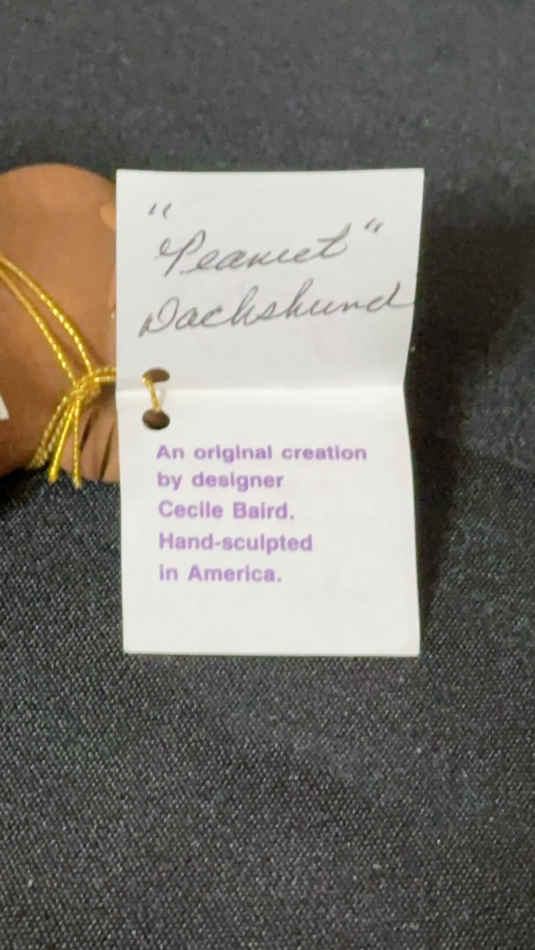 "
"Peanut"
Dachshund
An original creation
by designer
Cecile Baird.
Hand-sculpted
in America.